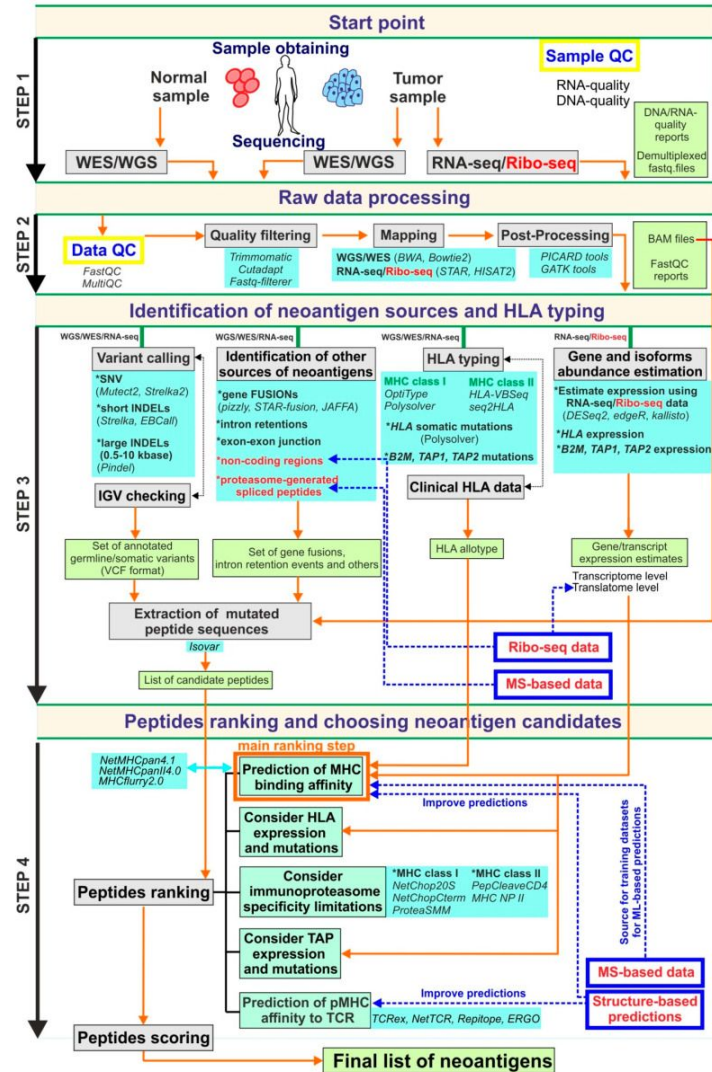 Start point
STEP 1
Sample obtaining
Normal
sample
Tumor
sample
Sample QC
RNA-quality
DNA-quality
Sequencing
WES/WGS
WES/WGS
RNA-seq/Ribo-seq
DNA/RNA-
quality
reports
Demultiplexed
fastq.files
Raw data processing
STEP 2
Data QC
FastQC
MultiQC
Quality filtering
Trimmomatic
Cutadapt
Fastq-filterer
Mapping
WGS/WES (BWA, Bowtie2)
RNA-seq/Ribo-seq (STAR, HISAT2)
Post-Processing
PICARD tools
GATK tools
BAM files
FastQC
reports
Identification of neoantigen sources and HLA typing
STEP 3
WGS/WES/RNA-seq
Variant calling
*SNV
(Mutect2, Strelka2)
*short INDELs
(Strelka, EBCall)
*large INDELs
(0.5-10 kbase)
(Pindel)
IGV checking
Set of annotated
germline/somatic variants
(VCF format)
WGS/WES/RNA-seq
Identification of other
sources of neoantigens
*gene FUSIONs
(pizzly, STAR-fusion, JAFFA)
*intron retentions
*exon-exon junction
*non-coding regions
*proteasome-generated
spliced peptides
Set of gene fusions,
intron retention events and others
WGS/WES/RNA-seq
HLA typing
MHC class I
OptiType
Polysolver
MHC class II
HLA-VBSeq
seq2HLA
*HLA somatic mutations
(Polysolver)
*B2M, TAP1, TAP2 mutations
Clinical HLA data
HLA allotype
RNA-seq/Ribo-seq
Gene and isoforms
abundance estimation
*Estimate expression using
RNA-seq/Ribo-seq data
(DESeq2, edgeR, kallisto)
*HLA expression
*B2M, TAP1, TAP2 expression
Gene/transcript
expression estimates
Transcriptome level
Translatome level
Extraction of mutated
peptide sequences
Isovar
List of candidate peptides
Ribo-seq data
MS-based data
Peptides ranking and choosing neoantigen candidates
STEP 4
main ranking step
NetMHCpan4.1
NetMHCpanII4.0
MHCflurry2.0
Prediction of MHC
binding affinity
Improve predictions
Consider HLA
expression
and mutations
Peptides ranking
Consider
immunoproteasome
specificity limitations
*MHC class I
NetChop20S
NetChopCterm
ProteaSMM
*MHC class II
PepCleaveCD4
MHC NP II
Source for training datasets
for ML-based predictions
Consider TAP
expression
and mutations
MS-based data
Structure-based
predictions
Prediction of pMHC
affinity to TCR
Improve predictions
TCRex, NetTCR, Repitope, ERGO
Peptides scoring
Final list of neoantigens